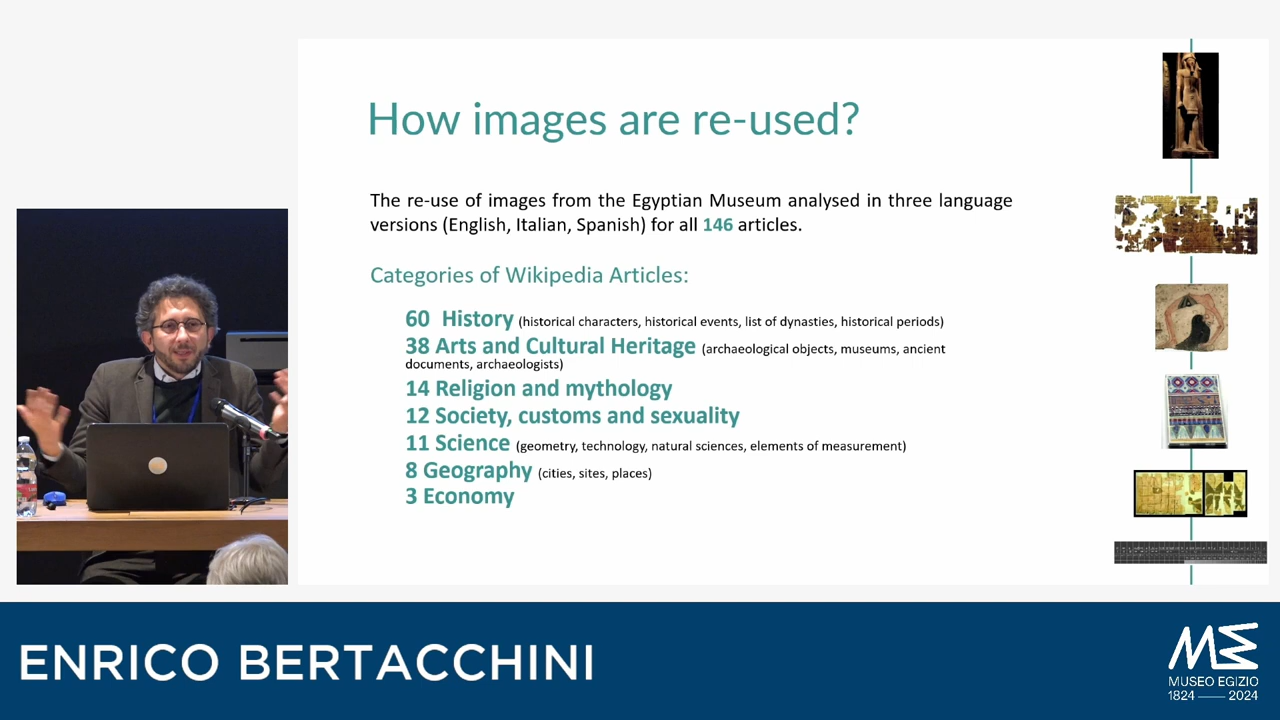 How images are re-used?
The re-use of images from the Egyptian Museum analysed in three language
versions (English, Italian, Spanish) for all 146 articles.
Categories of Wikipedia Articles:
60 History (historical characters, historical events, list of dynasties, historical periods)
38 Arts and Cultural Heritage (archaeological objects, museums, ancient
documents, archaeologists)
14 Religion and mythology
12 Society, customs and sexuality
11 Science (geometry, technology, natural sciences, elements of measurement)
8 Geography (cities, sites, places)
3 Economy
ENRICO BERTACCHINI
ME
MUSEO EGIZIO
1824 — 2024